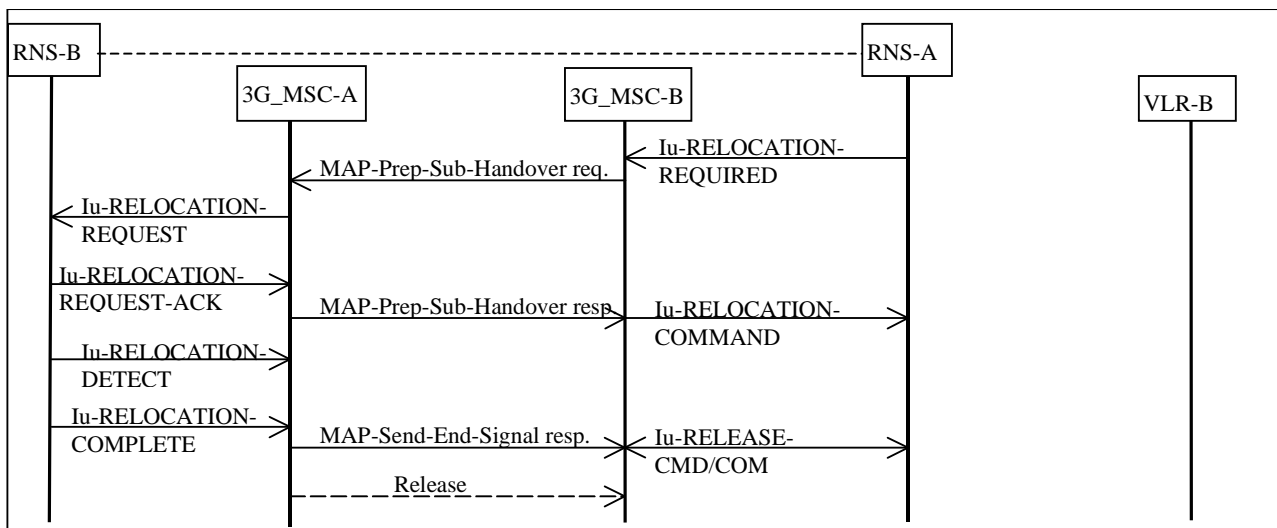 RNS-B
RNS-A
3G_MSC-A
3G_MSC-B
VLR-B
Iu-RELOCATION-
REQUIRED
MAP-Prep-Sub-Handover req.
Iu-RELOCATION-
REQUEST
Iu-RELOCATION-
REQUEST-ACK
MAP-Prep-Sub-Handover resp
Iu-RELOCATION-
COMMAND
Iu-RELOCATION-
DETECT
Iu-RELOCATION-
COMPLETE
MAP-Send-End-Signal resp.
Iu-RELEASE-
CMD/COM
Release